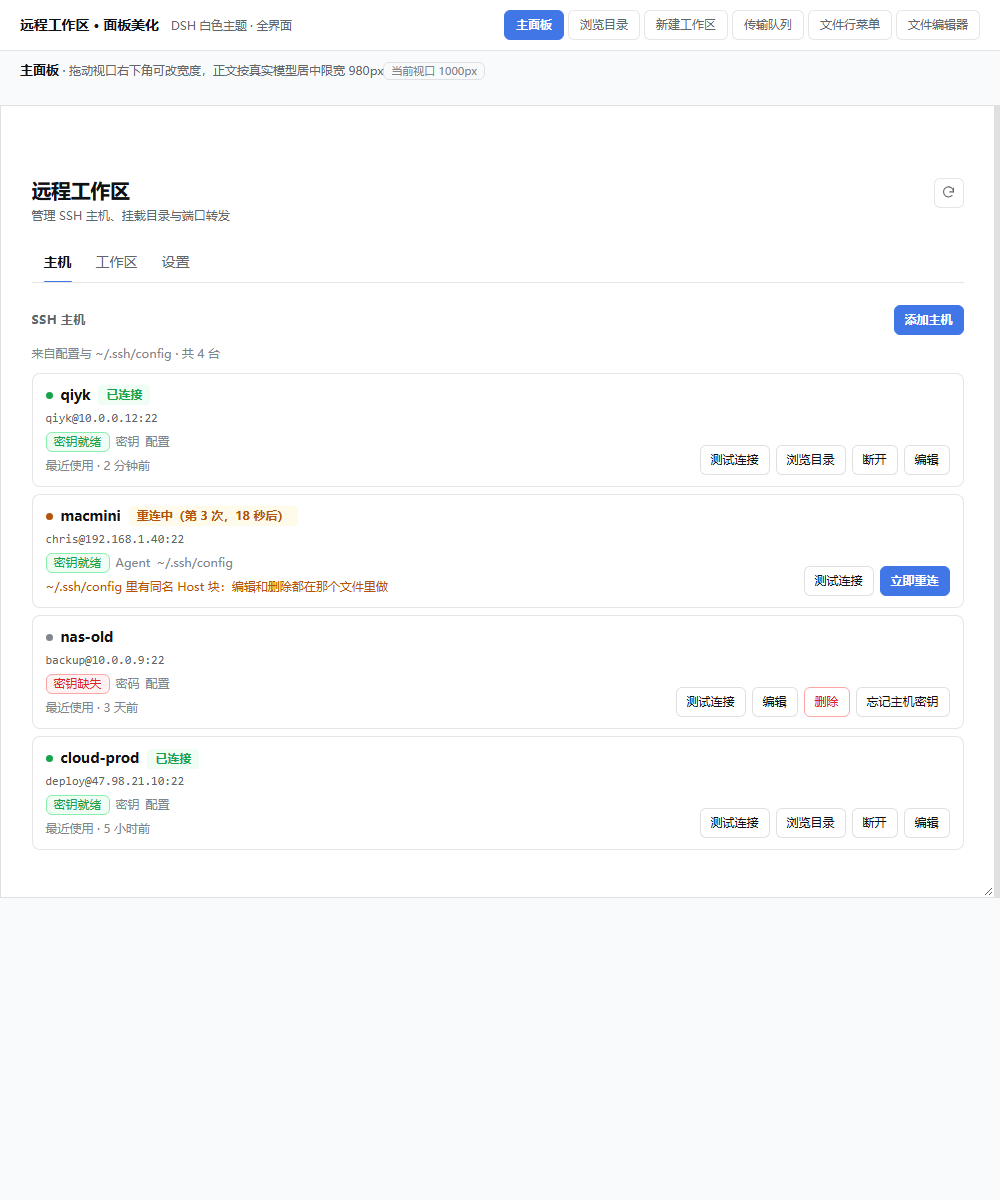 远程工作区 • 面板美化 DSH 白色主题 · 全界面 主面板 浏览目录 新建工作区 传输队列 文件行菜单 文件编辑器
主面板 · 拖动视口右下角可改宽度，正文按真实模型居中限宽 980px 当前视口 1000px
远程工作区
管理 SSH 主机、挂载目录与端口转发
主机 工作区 设置
SSH 主机 添加主机
来自配置与 ~/.ssh/config · 共 4 台
qiyk 已连接
qiyk@10.0.0.12:22
密钥就绪 密钥 配置
最近使用 · 2 分钟前
测试连接 浏览目录 断开 编辑
macmini 重连中（第 3 次，18 秒后）
chris@192.168.1.40:22
密钥就绪 Agent ~/.ssh/config
~/.ssh/config 里有同名 Host 块：编辑和删除都在那个文件里做
测试连接 立即重连
nas-old
backup@10.0.0.9:22
密钥缺失 密码 配置
最近使用 · 3 天前
测试连接 编辑 删除 忘记主机密钥
cloud-prod 已连接
deploy@47.98.21.10:22
密钥就绪 密钥 配置
最近使用 · 5 小时前
测试连接 浏览目录 断开 编辑